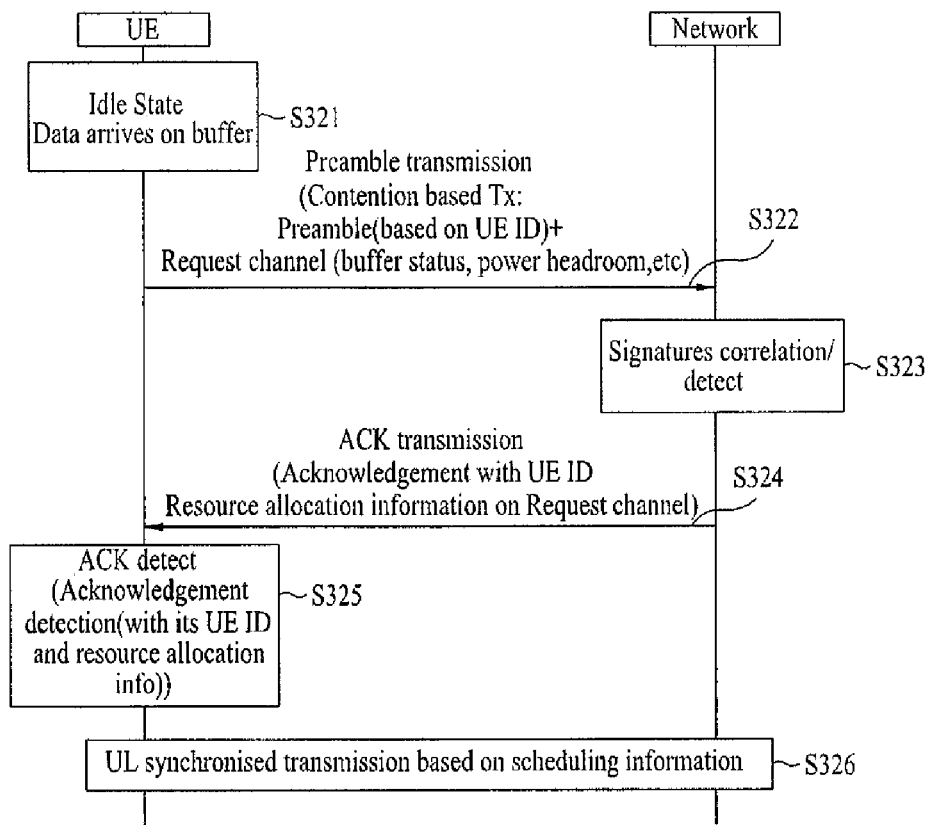 UE
Network
Idle State
Data arrives on buffer
S321
Preamble transmission
(Contention based Tx:
Preamble(based on UE ID)+
Request channel (buffer status, power headroom,etc)
S322
Signatures correlation/
detect
S323
ACK transmission
(Acknowledgement with UE ID
Resource allocation information on Request channel)
S324
ACK detect
(Acknowledgement
detection(with its UE ID
and resource allocation
info))
S325
UL synchronised transmission based on scheduling information
S326